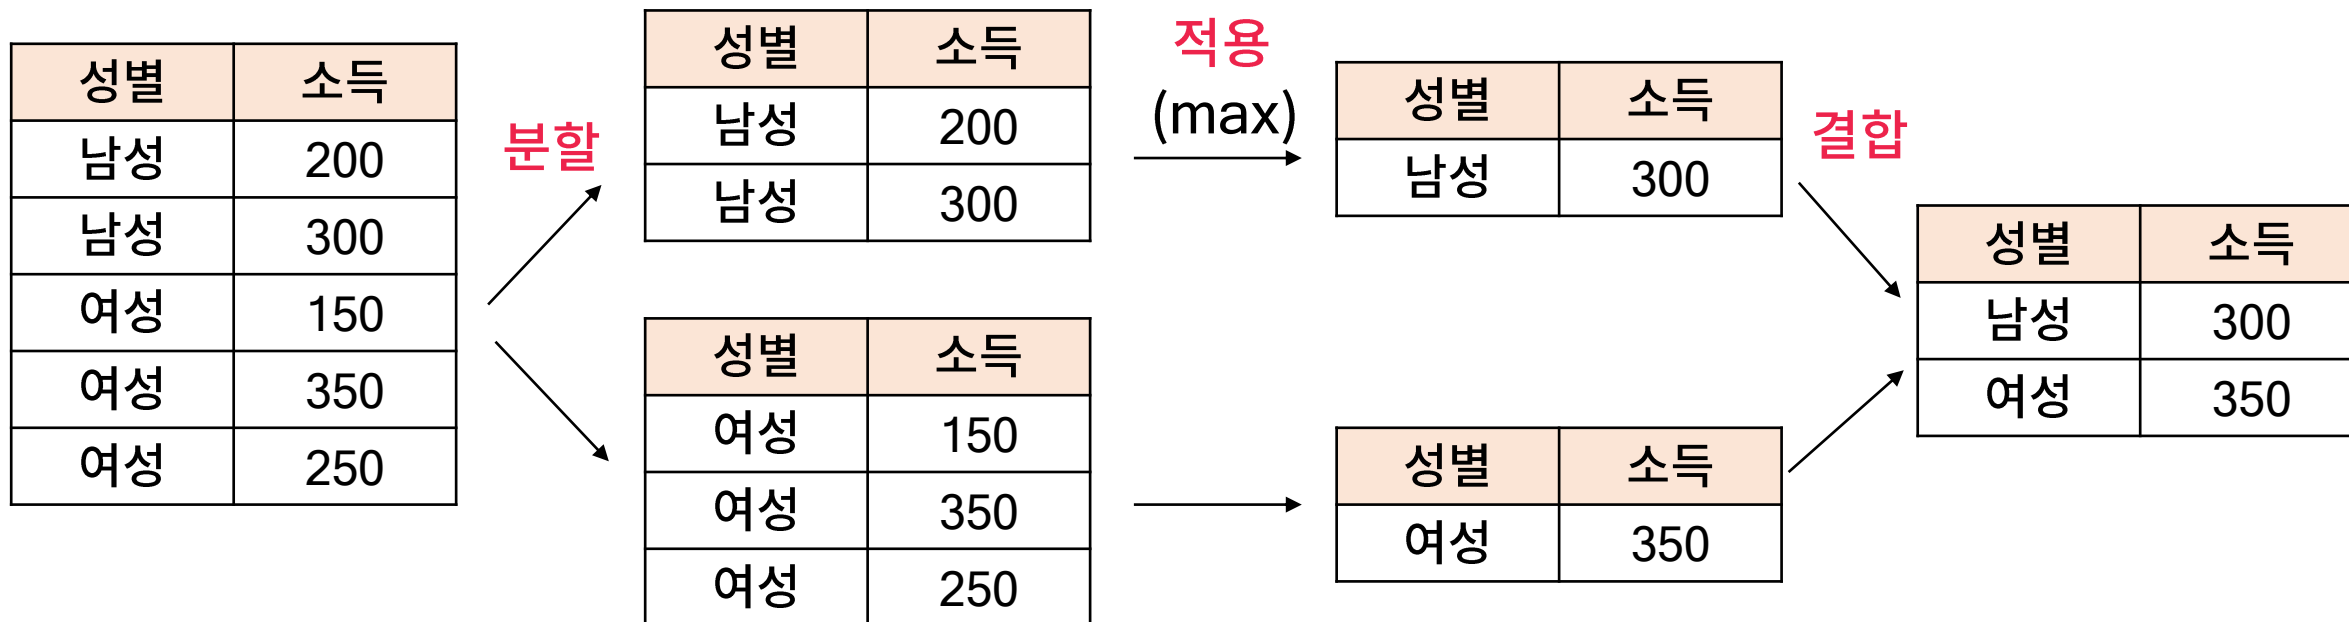 성별 소득
남성 200
남성 300
여성 150
여성 350
여성 250
분할
성별 소득
남성 200
남성 300
성별 소득
여성 150
여성 350
여성 250
적용
(max)
성별 소득
남성 300
성별 소득
여성 350
결합
성별 소득
남성 300
여성 350